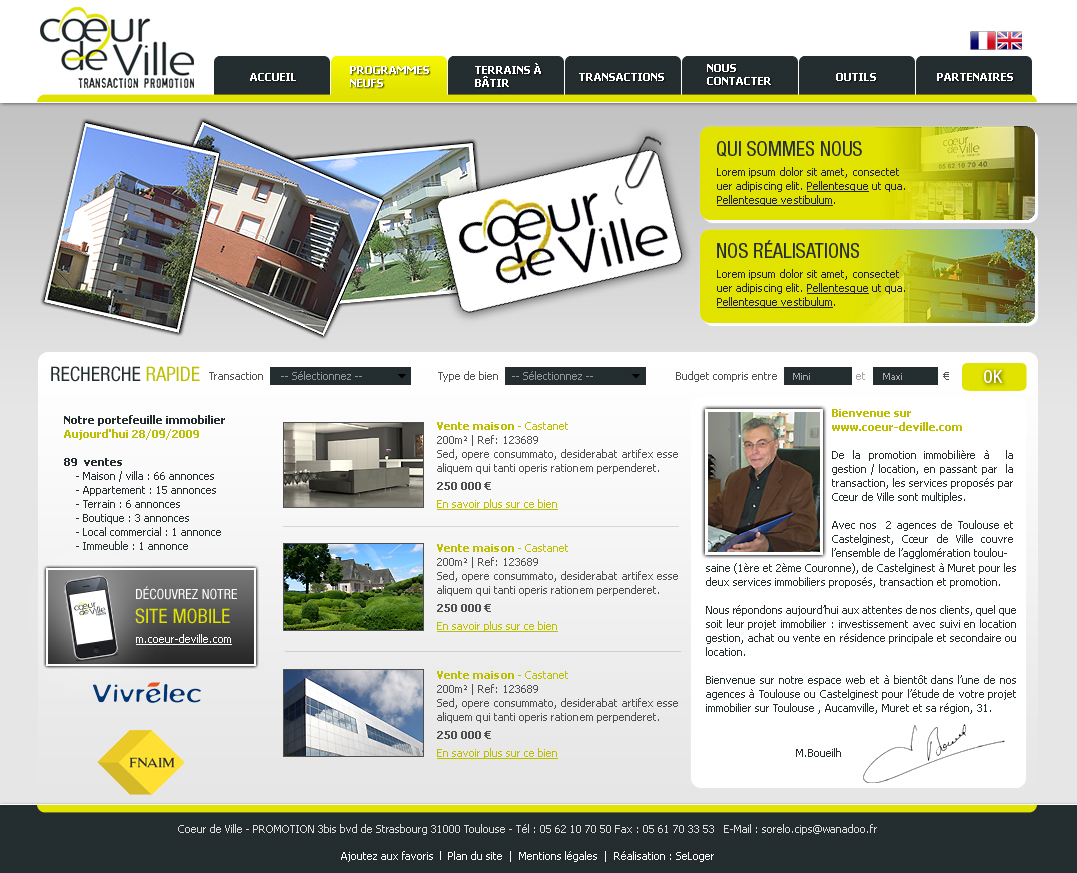 cœur
de Ville
TRANSACTION PROMOTION
ACCUEIL
PROGRAMMES
NEUFS
TERRAINS À
BÂTIR
TRANSACTIONS
NOUS
CONTACTER
OUTILS
PARTENAIRES
cœur
de Ville
QUI SOMMES NOUS
Lorem ipsum dolor sit amet, consectet
uer adipiscing elit. Pellentesque ut qua.
Pellentesque vestibulum.
cœur
de Ville
05 62 10 70 40
NOS RÉALISATIONS
Lorem ipsum dolor sit amet, consectet
uer adipiscing elit. Pellentesque ut qua.
Pellentesque vestibulum.
RECHERCHE RAPIDE Transaction -- Sélectionnez -- Type de bien -- Sélectionnez -- Budget compris entre Mini et Maxi € OK
Notre portefeuille immobilier
Aujourd'hui 28/09/2009
89 ventes
- Maison / villa : 66 annonces
- Appartement : 15 annonces
- Terrain : 6 annonces
- Boutique : 3 annonces
- Local commercial : 1 annonce
- Immeuble : 1 annonce
cœur
de Ville
DÉCOUVREZ NOTRE
SITE MOBILE
m.coeur-deville.com
Vivrélec
FNAIM
Vente maison - Castanet
200m² | Ref: 123689
Sed, opere consummato, desiderabat artifex esse
aliquem qui tanti operis rationem perpenderet.
250 000 €
En savoir plus sur ce bien
Vente maison - Castanet
200m² | Ref: 123689
Sed, opere consummato, desiderabat artifex esse
aliquem qui tanti operis rationem perpenderet.
250 000 €
En savoir plus sur ce bien
Vente maison - Castanet
200m² | Ref: 123689
Sed, opere consummato, desiderabat artifex esse
aliquem qui tanti operis rationem perpenderet.
250 000 €
En savoir plus sur ce bien
Bienvenue sur
www.coeur-deville.com
De la promotion immobilière à la
gestion / location, en passant par la
transaction, les services proposés par
Cœur de Ville sont multiples.
Avec nos 2 agences de Toulouse et
Castelginest, Cœur de Ville couvre
l'ensemble de l'agglomération toulou-
saine (1ère et 2ème Couronne), de Castelginest à Muret pour les
deux services immobiliers proposés, transaction et promotion.
Nous répondons aujourd'hui aux attentes de nos clients, quel que
soit leur projet immobilier : investissement avec suivi en location
gestion, achat ou vente en résidence principale et secondaire ou
location.
Bienvenue sur notre espace web et à bientôt dans l'une de nos
agences à Toulouse ou Castelginest pour l'étude de votre projet
immobilier sur Toulouse , Aucamville, Muret et sa région, 31.
M.Boueilh
Coeur de Ville - PROMOTION 3bis bvd de Strasbourg 31000 Toulouse - Tél : 05 62 10 70 50 Fax : 05 61 70 33 53 E-Mail : sorelo.cips@wanadoo.fr
Ajoutez aux favoris | Plan du site | Mentions légales | Réalisation : SeLoger